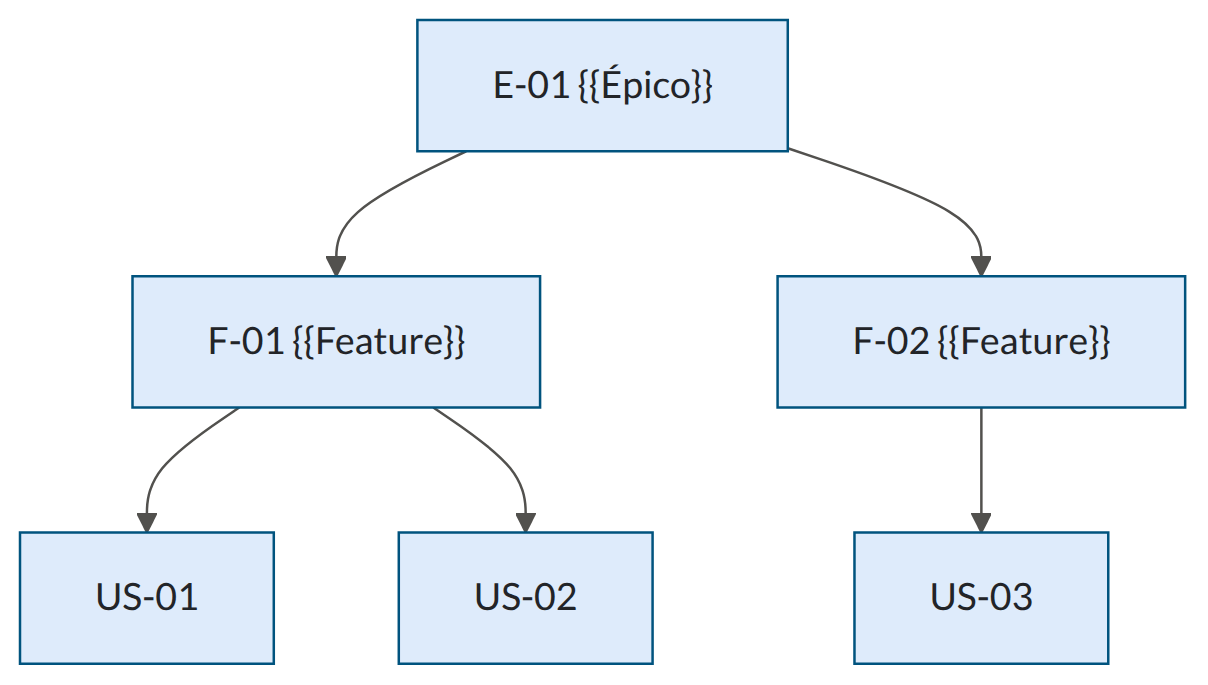 E-01 {{Épico}}
F-01 {{Feature}}
F-02 {{Feature}}
US-01
US-02
US-03